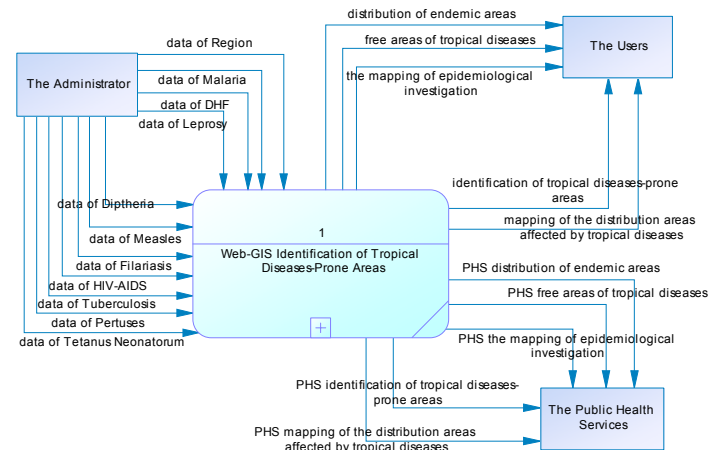 distribution of endemic areas
free areas of tropical diseases
the mapping of epidemiological
investigation
The Users
data of Region
The Administrator
data of Malaria
data of DHF
data of Leprosy
data of Diptheria
data of Measles
data of Filariasis
data of HIV-AIDS
data of Tuberculosis
data of Pertuses
data of Tetanus Neonatorum
1
Web-GIS Identification of Tropical
Diseases-Prone Areas
identification of tropical diseases-prone
areas
mapping of the distribution areas
affected by tropical diseases
PHS distribution of endemic areas
PHS free areas of tropical diseases
PHS the mapping of epidemiological
investigation
PHS identification of tropical diseases-
prone areas
PHS mapping of the distribution areas
affected by tropical diseases
The Public Health
Services